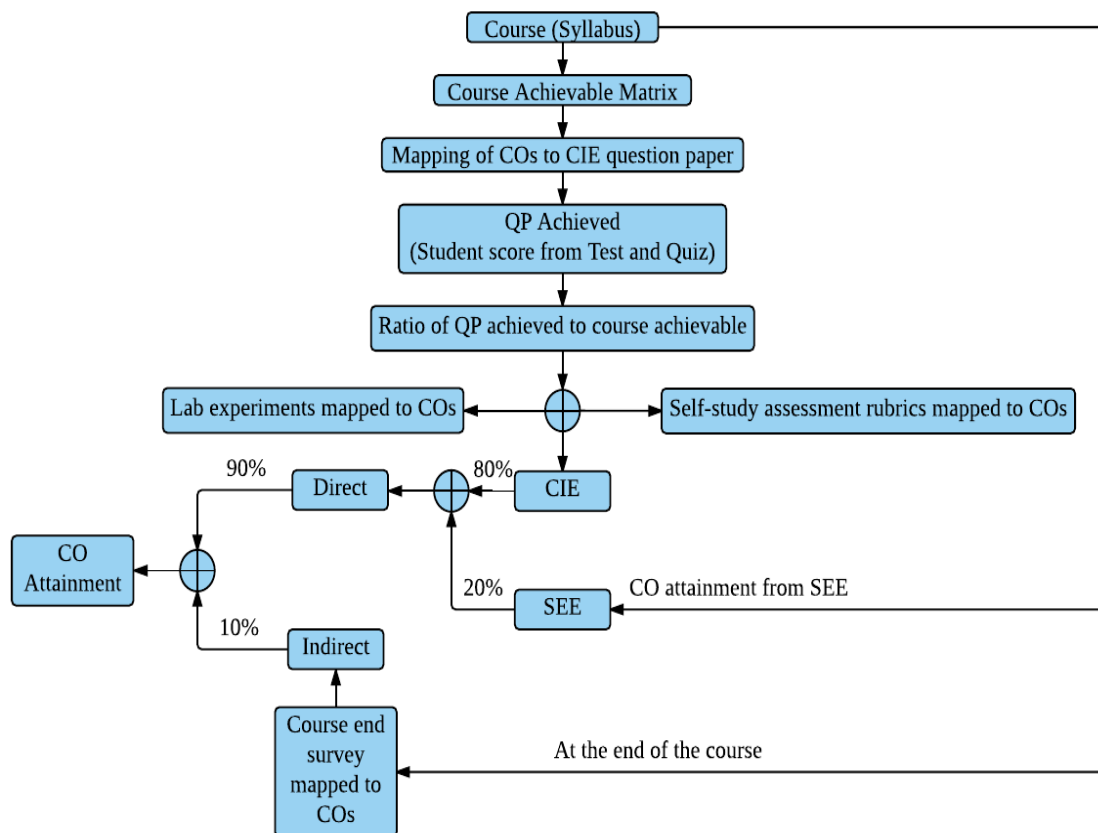 Course (Syllabus)
Course Achievable Matrix
Mapping of COs to CIE question paper
QP Achieved
(Student score from Test and Quiz)
Ratio of QP achieved to course achievable
Lab experiments mapped to COs
Self-study assessment rubrics mapped to COs
90%
Direct
80%
CIE
CO
Attainment
20%
SEE
CO attainment from SEE
10%
Indirect
Course end
survey
mapped to
COs
At the end of the course